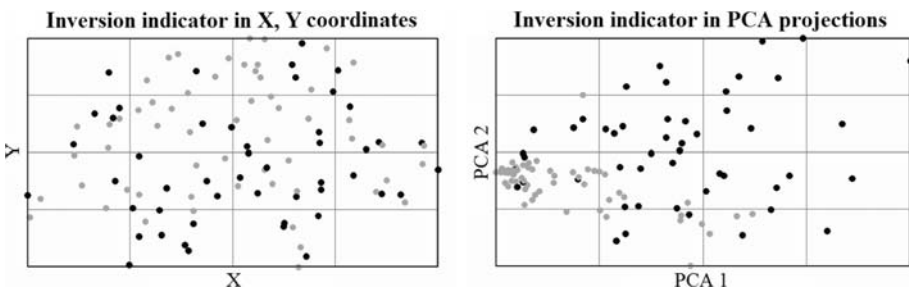 Inversion indicator in X, Y coordinates
Y
X
Inversion indicator in PCA projections
PCA 2
PCA 1